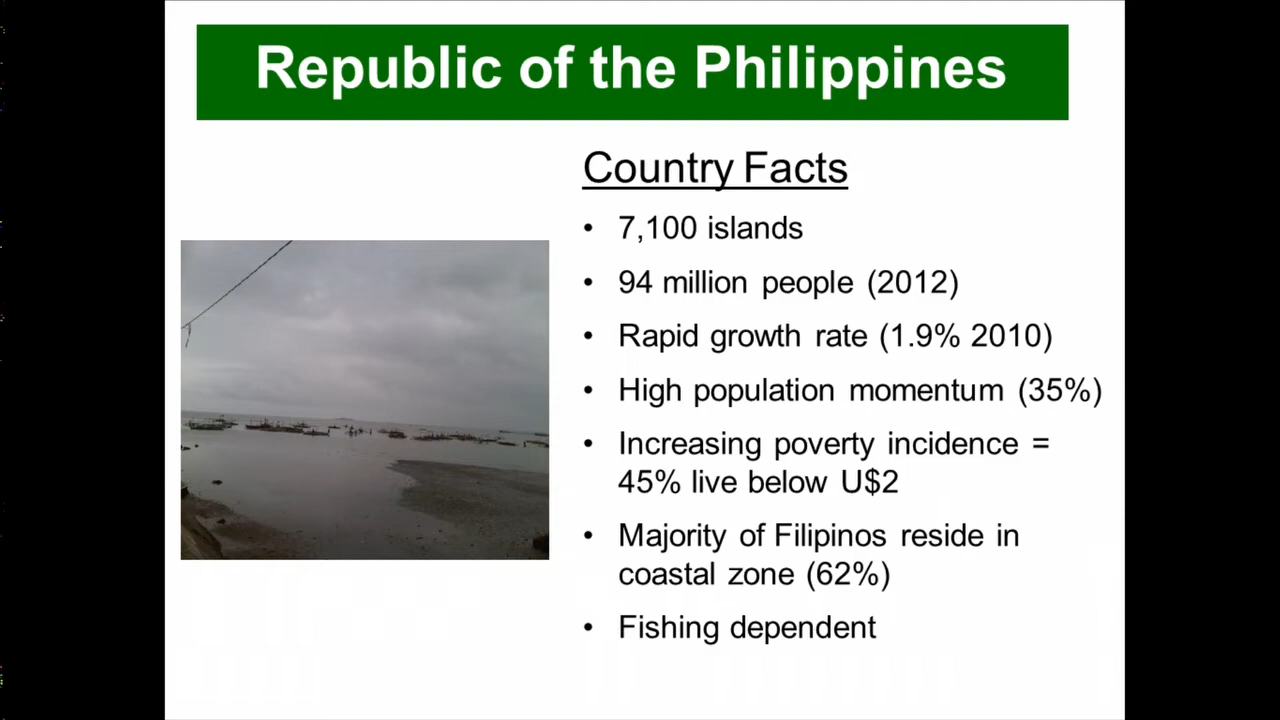 Republic of the Philippines
Country Facts
• 7,100 islands
• 94 million people (2012)
• Rapid growth rate (1.9% 2010)
• High population momentum (35%)
• Increasing poverty incidence =
45% live below U$2
• Majority of Filipinos reside in
coastal zone (62%)
• Fishing dependent